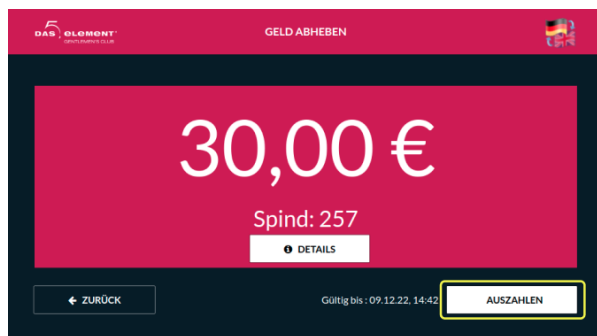 DAS 5. ELEMENT
GENTLEMEN'S CLUB
GELD ABHEBEN
30,00 €
Spind: 257
DETAILS
ZURÜCK
Gültig bis : 09.12.22, 14:42
AUSZAHLEN